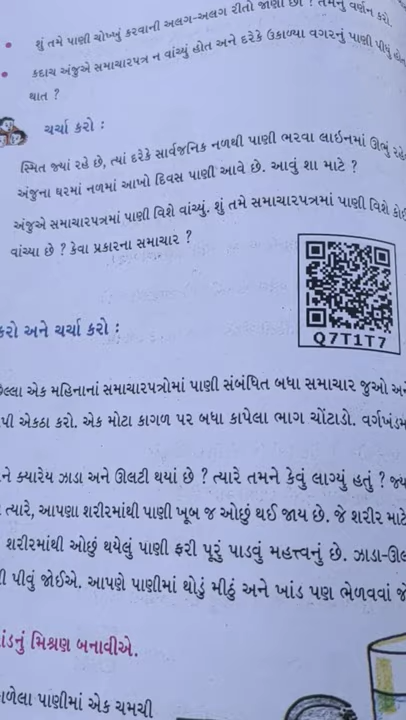 શું તમે પાણી ચોખ્ખું કરવાની અલગ-અલગ રીતો જાણો છો ? તેમનું વર્ણન કરો.
કદાચ અંજુએ સમાચારપત્ર ન વાંચ્યું હોત અને દરેકે ઉકાળ્યા વગરનું પાણી પીધું હોત
થાત ?
ચર્ચા કરો :
સ્મિત જ્યાં રહે છે, ત્યાં દરેકે સાર્વજનિક નળથી પાણી ભરવા લાઇનમાં ઊભું રહે
અંજુના ઘરમાં નળમાં આખો દિવસ પાણી આવે છે. આવું શા માટે ?
અંજુએ સમાચારપત્રમાં પાણી વિશે વાંચ્યું. શું તમે સમાચારપત્રમાં પાણી વિશે
વાંચ્યા છે ? કેવા પ્રકારના સમાચાર ?
Q7T1T7
કરો અને ચર્ચા કરો :
એક મહિનાનાં સમાચારપત્રોમાં પાણી સંબંધિત બધા સમાચાર જુઓ
એકઠા કરો. એક મોટા કાગળ પર બધા કાપેલા ભાગ ચોંટાડો.
ને ક્યારેય ઝાડા અને ઊલટી થયાં છે ? ત્યારે તમને કેવું લાગ્યું હતું ?
ત્યારે, આપણા શરીરમાંથી પાણી ખૂબ જ ઓછું થઈ જાય છે. જે શરીર માટે
શરીરમાંથી ઓછું થયેલું પાણી ફરી પૂરું પાડવું મહત્ત્વનું છે.
પીવું જોઈએ. આપણે પાણીમાં થોડું મીઠું અને ખાંડ પણ ભેળવવાં
ખાંડનું મિશ્રણ બનાવીએ.
પાણીમાં એક ચમચી